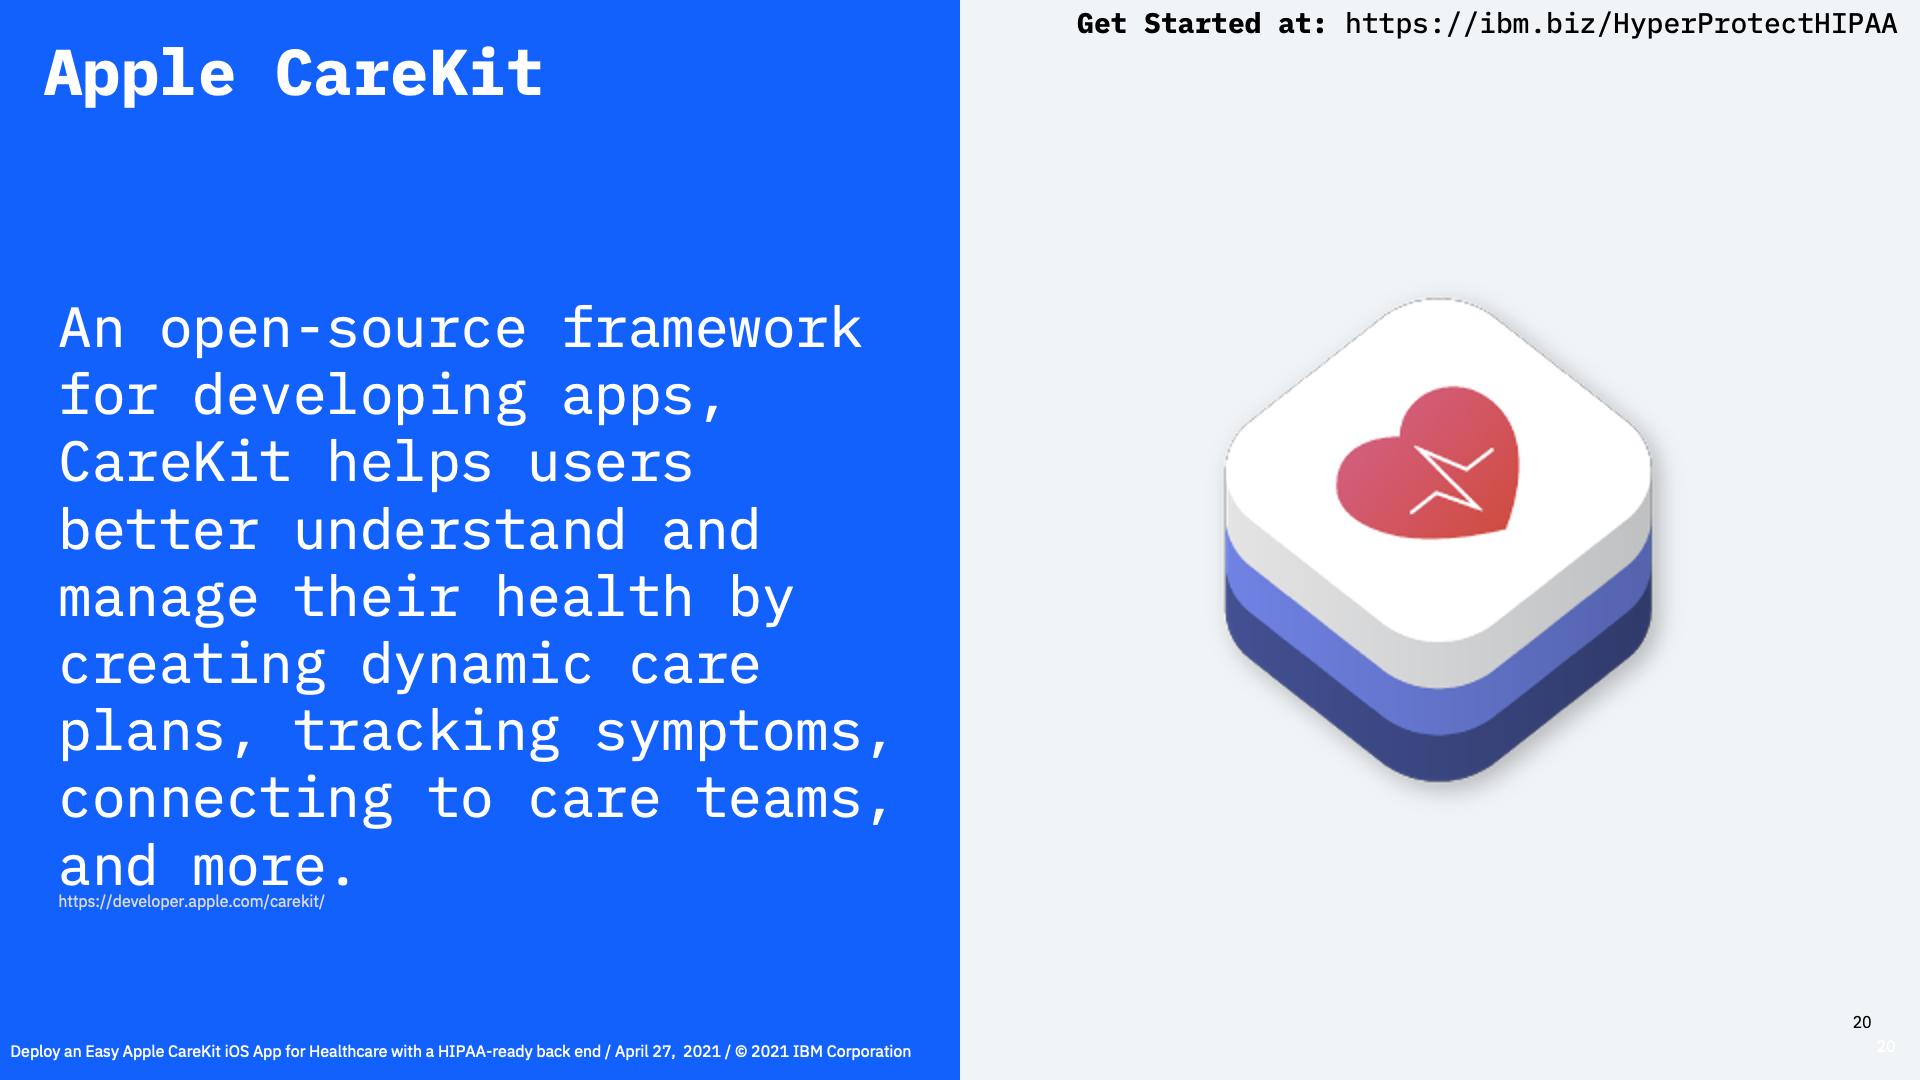 Get Started at: https://ibm.biz/HyperProtectHIPAA
Apple CareKit
An open-source framework
for developing apps,
CareKit helps users
better understand and
manage their health by
creating dynamic care
plans, tracking symptoms,
connecting to care teams,
and more.
https://developer.apple.com/carekit/
20
20
Deploy an Easy Apple CareKit iOS App for Healthcare with a HIPAA-ready back end / April 27, 2021 / © 2021 IBM Corporation